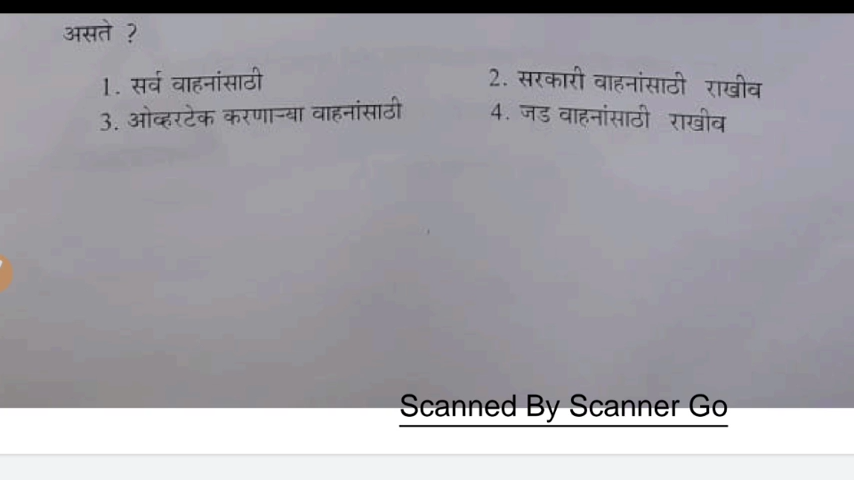 असते ?
1. सर्व वाहनांसाठी 2. सरकारी वाहनांसाठी राखीव
3. ओव्हरटेक करणाऱ्या वाहनांसाठी 4. जड वाहनांसाठी राखीव
Scanned By Scanner Go